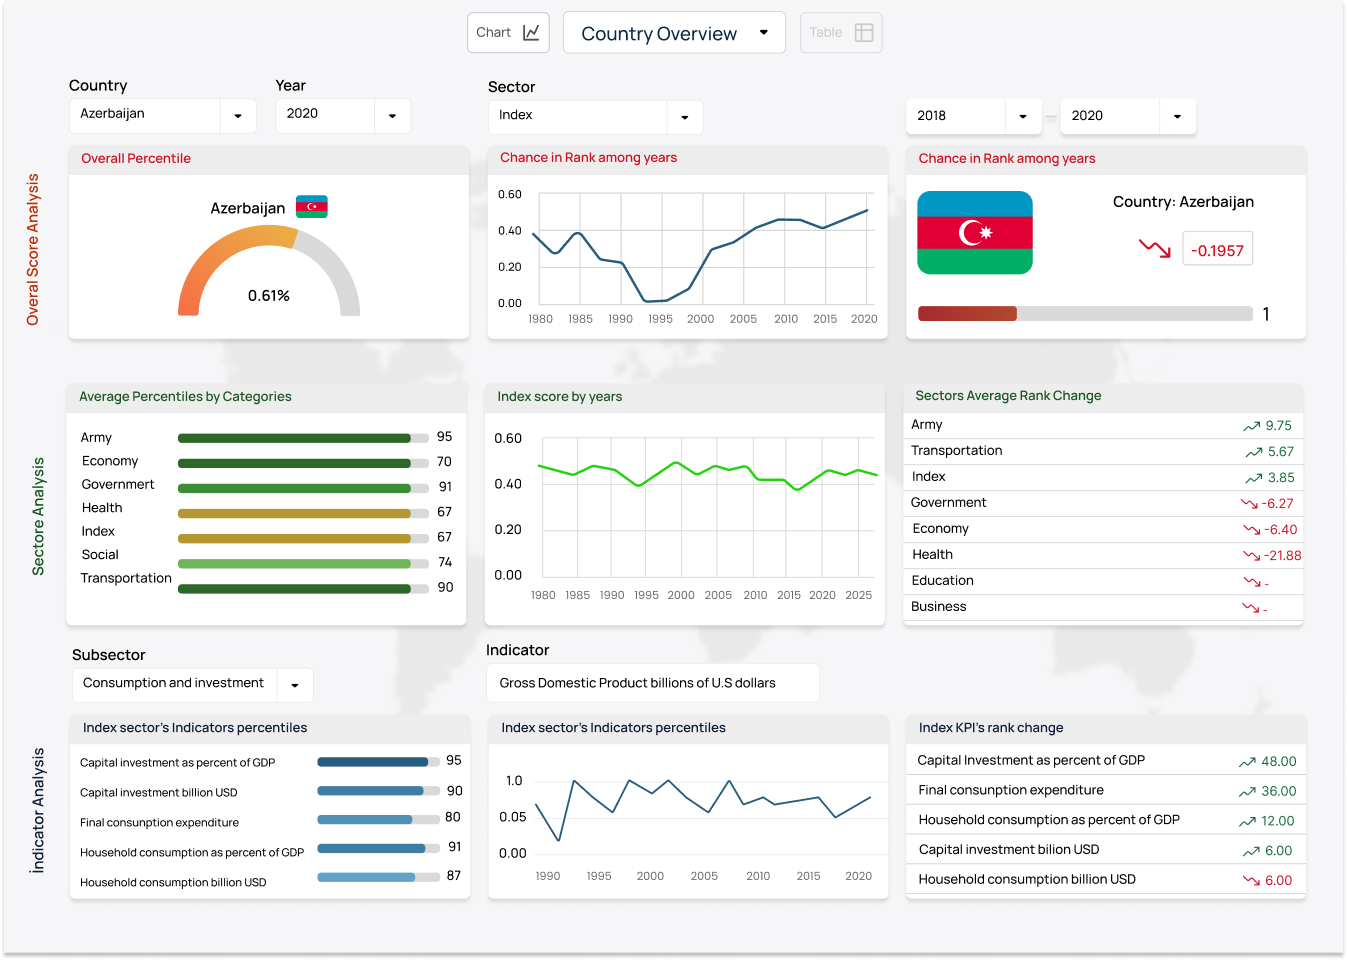 Chart
Country Overview
Table
Country
Year
Sector
Azerbaijan
2020
Index
2018
2020
Overal Score Analysis
Overall Percentile
Azerbaijan
0.61%
Chance in Rank among years
0.60
0.40
0.20
0.00
1980 1985 1990 1995 2000 2005 2010 2015 2020
Chance in Rank among years
Country: Azerbaijan
-0.1957
1
Sectore Analysis
Average Percentiles by Categories
Army 95
Economy 70
Governmert 91
Health 67
Index 67
Social 74
Transportation 90
Index score by years
0.60
0.40
0.20
0.00
1980 1985 1990 1995 2000 2005 2010 2015 2020 2025
Sectors Average Rank Change
Army 9.75
Transportation 5.67
Index 3.85
Government -6.27
Economy -6.40
Health -21.88
Education -
Business -
Subsector
Consumption and investment
Indicator
Gross Domestic Product billions of U.S dollars
İndicator Analysis
Index sector's Indicators percentiles
Capital investment as percent of GDP 95
Capital investment billion USD 90
Final consunption expenditure 80
Household consumption as percent of GDP 91
Household consumption billion USD 87
Index sector's Indicators percentiles
1.0
0.05
0.00
1990 1995 2000 2005 2010 2015 2020
Index KPI's rank change
Capital Investment as percent of GDP 48.00
Final consunption expenditure 36.00
Household consumption as percent of GDP 12.00
Capital investment bilion USD 6.00
Household consumption billion USD 6.00